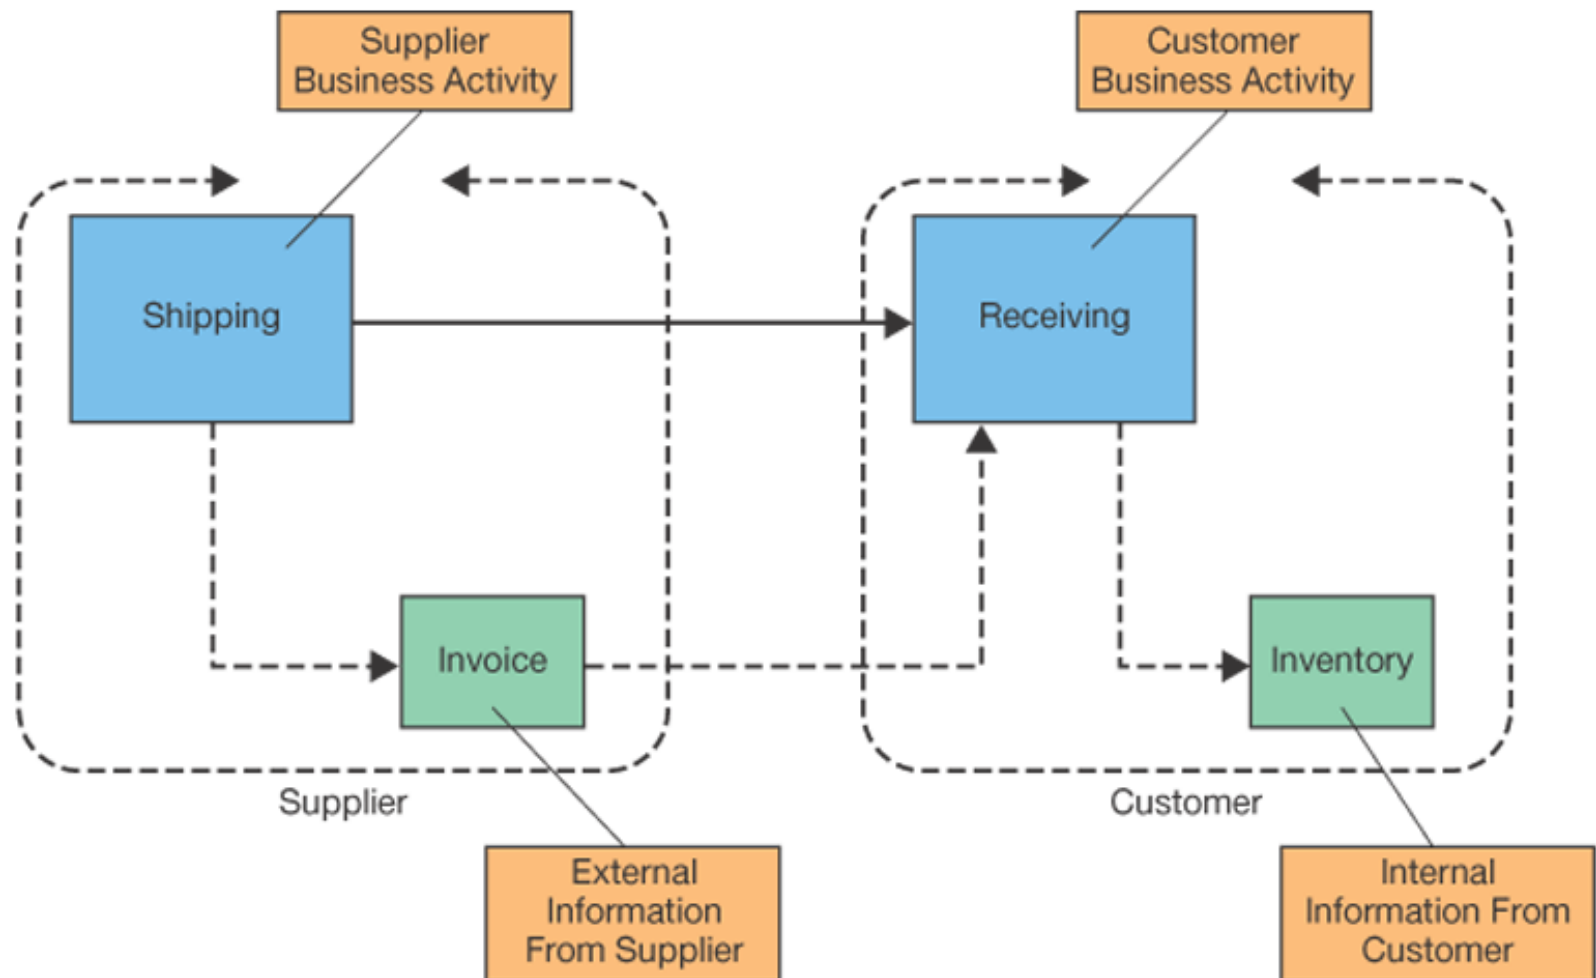 Supplier
Business Activity
Customer
Business Activity
Shipping
Receiving
Invoice
Inventory
Supplier
Customer
External
Information
From Supplier
Internal
Information From
Customer